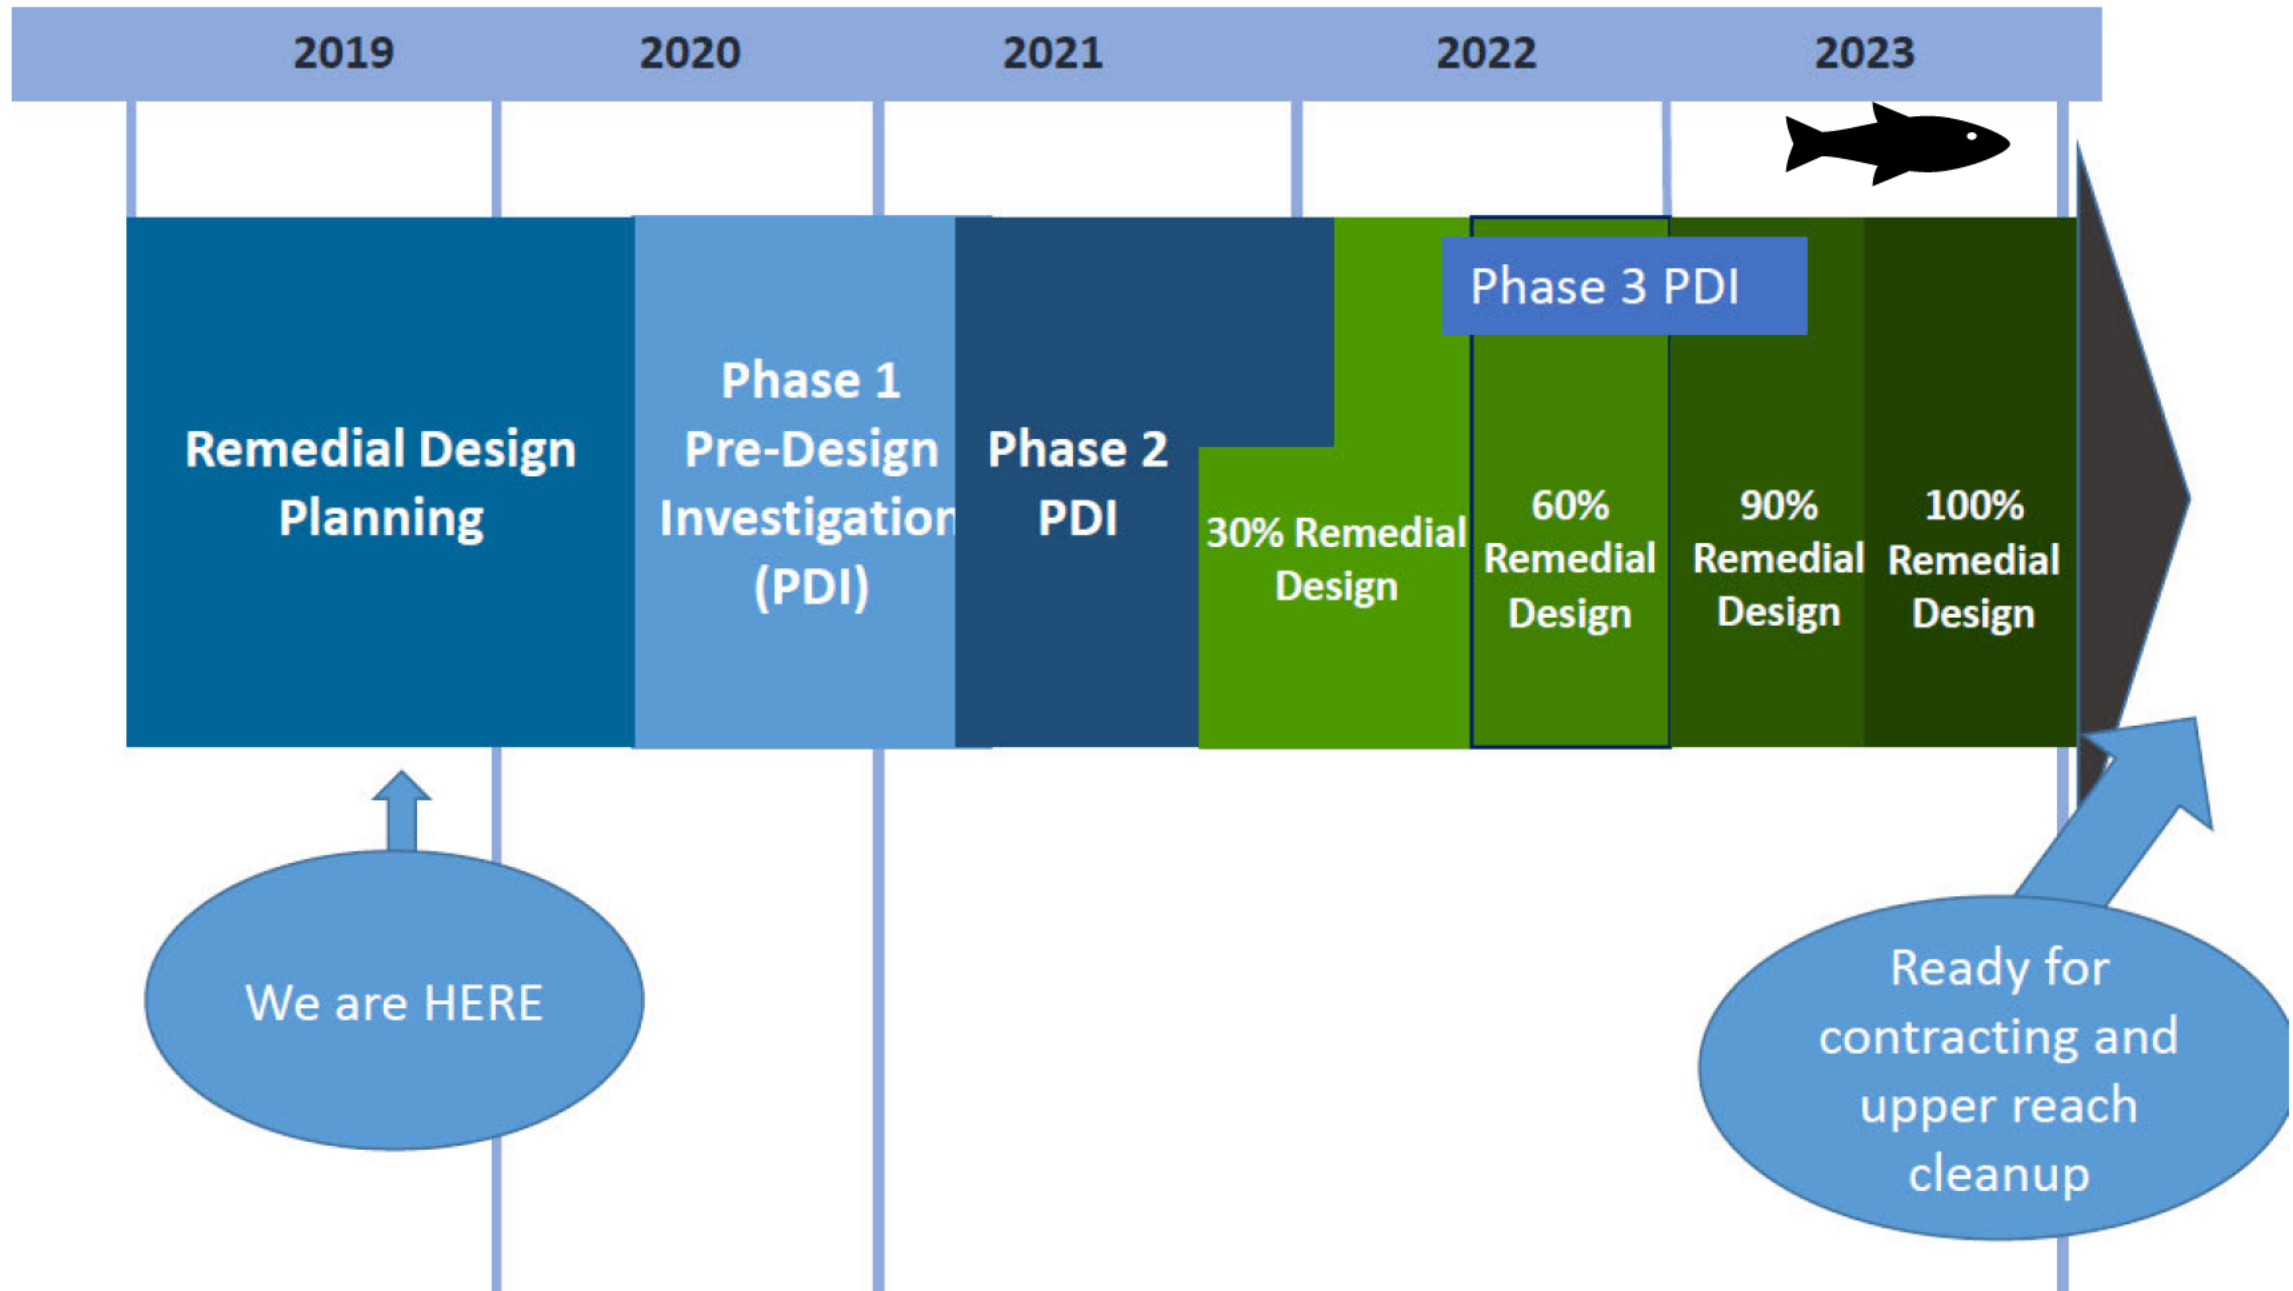 2019
2020
2021
2022
2023
Remedial Design
Planning
Phase 1
Pre-Design
Investigation
(PDI)
Phase 2
PDI
Phase 3 PDI
30% Remedial
Design
60%
Remedial
Design
90%
Remedial
Design
100%
Remedial
Design
We are HERE
Ready for
contracting and
upper reach
cleanup